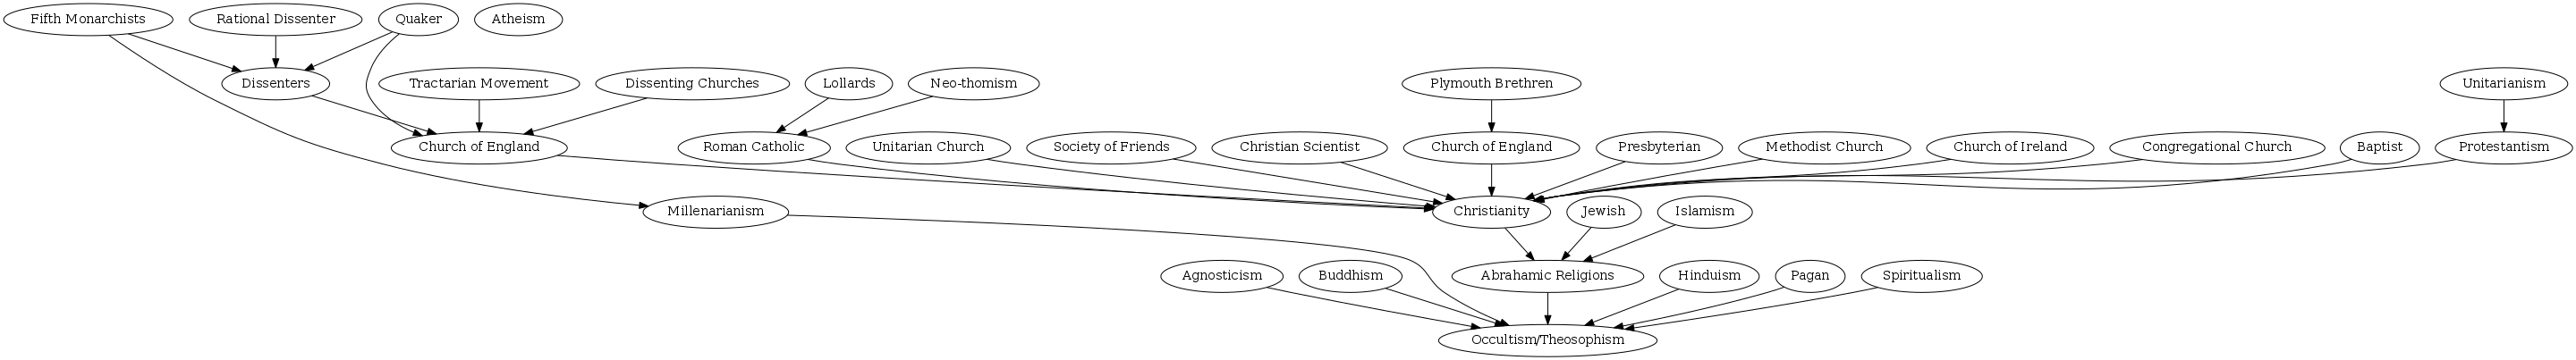 Fifth Monarchists
Rational Dissenter
Quaker
Atheism
Dissenters
Tractarian Movement
Dissenting Churches
Lollards
Neo-thomism
Plymouth Brethren
Unitarianism
Church of England
Roman Catholic
Unitarian Church
Society of Friends
Christian Scientist
Church of England
Presbyterian
Methodist Church
Church of Ireland
Congregational Church
Baptist
Protestantism
Millenarianism
Christianity
Jewish
Islamism
Agnosticism
Buddhism
Abrahamic Religions
Hinduism
Pagan
Spiritualism
Occultism/Theosophism